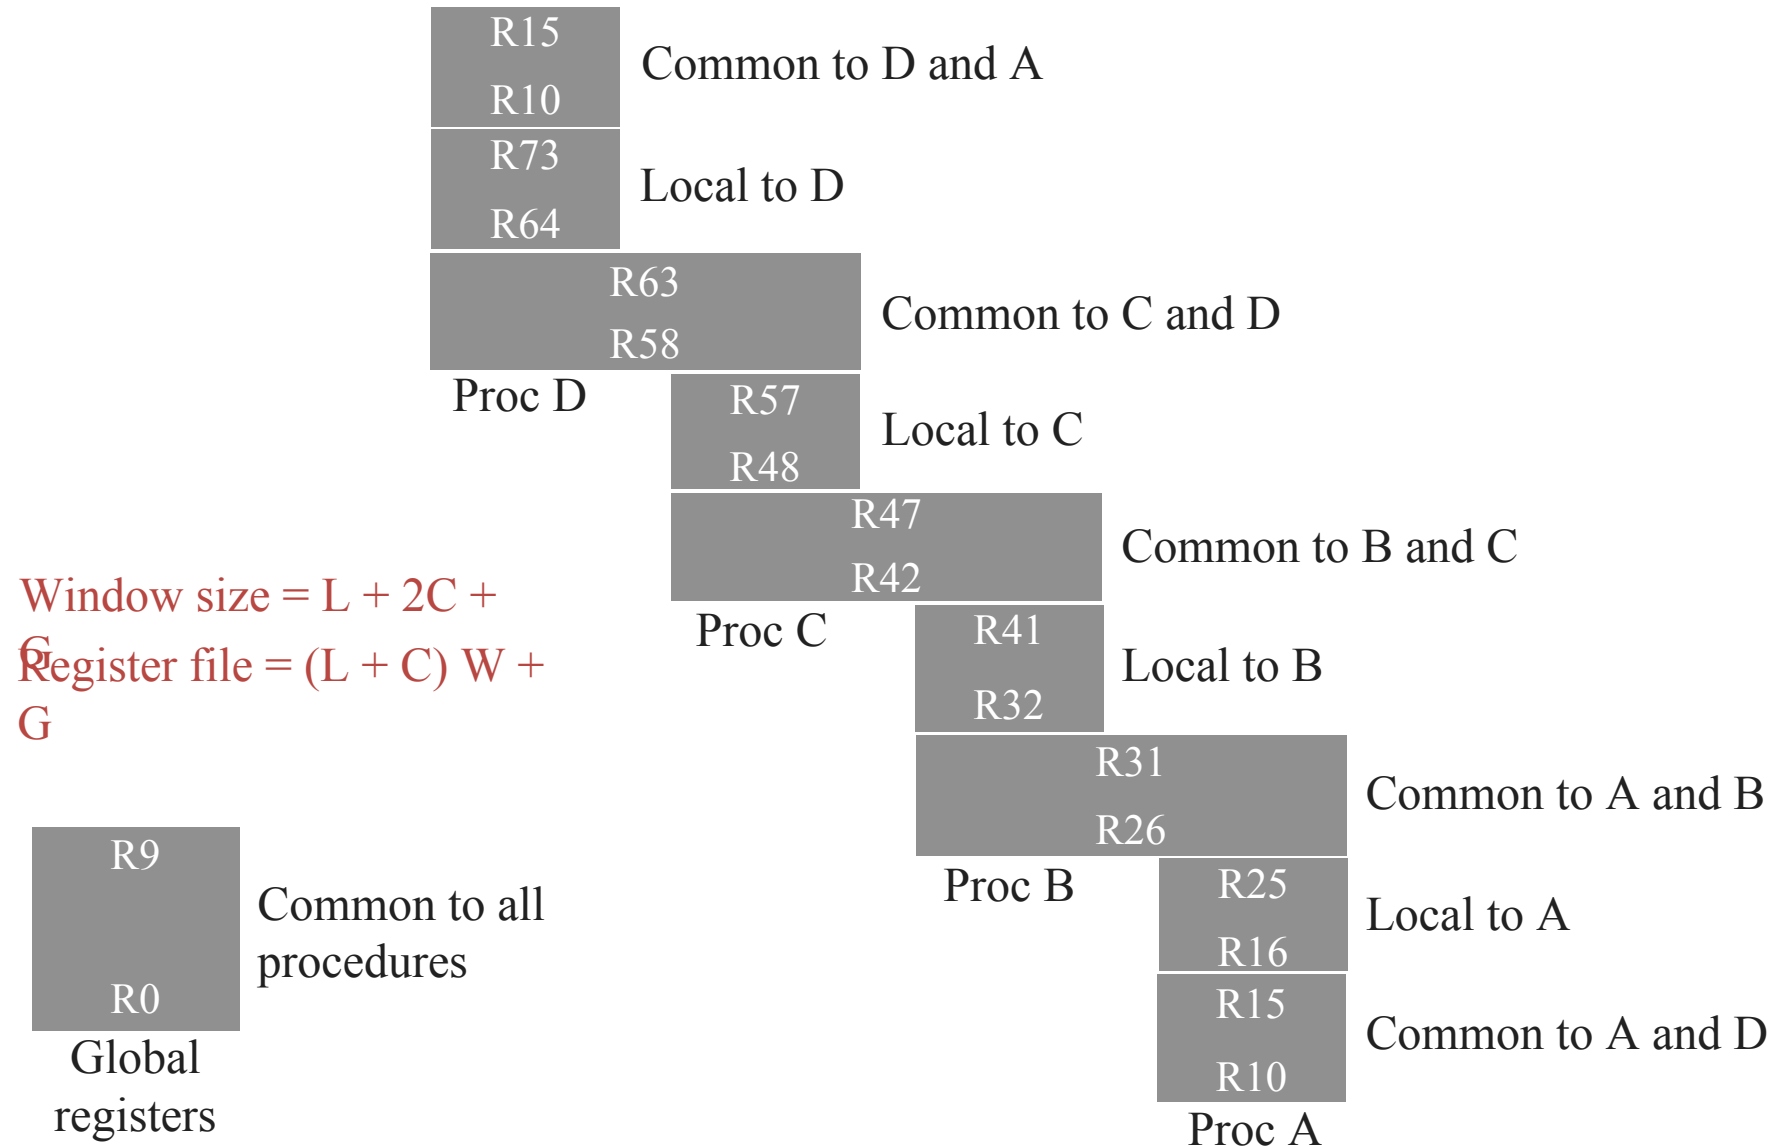 R15
Common to D and A
R10
R73
Local to D
R64
R63
Common to C and D
R58
Proc D
R57
Local to C
R48
R47
Common to B and C
R42
Proc C
Window size = L + 2C +
G
Register file = (L + C) W +
G
R41
Local to B
R32
R31
Common to A and B
R26
Proc B
R9
Common to all
procedures
R0
Global
registers
R25
Local to A
R16
R15
Common to A and D
R10
Proc A